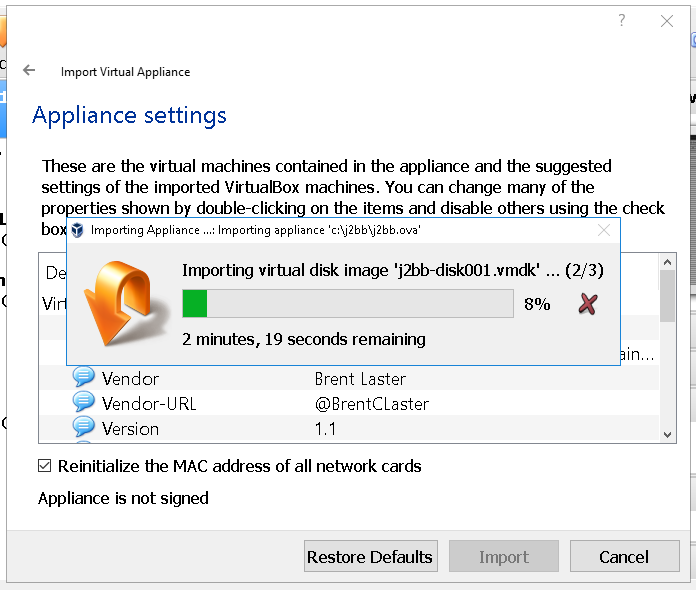 ?
Import Virtual Appliance
Appliance settings
These are the virtual machines contained in the appliance and the suggested
settings of the imported VirtualBox machines. You can change many of the
properties shown by double-clicking on the items and disable others using the check
box
Importing Appliance ...: Importing appliance 'c:\j2bb\j2bb.ova'
Importing virtual disk image 'j2bb-disk001.vmdk' ... (2/3)
8%
2 minutes, 19 seconds remaining
De
Virt
ain...
Vendor Brent Laster
Vendor-URL @BrentCLaster
Version 1.1
Reinitialize the MAC address of all network cards
Appliance is not signed
Restore Defaults Import Cancel